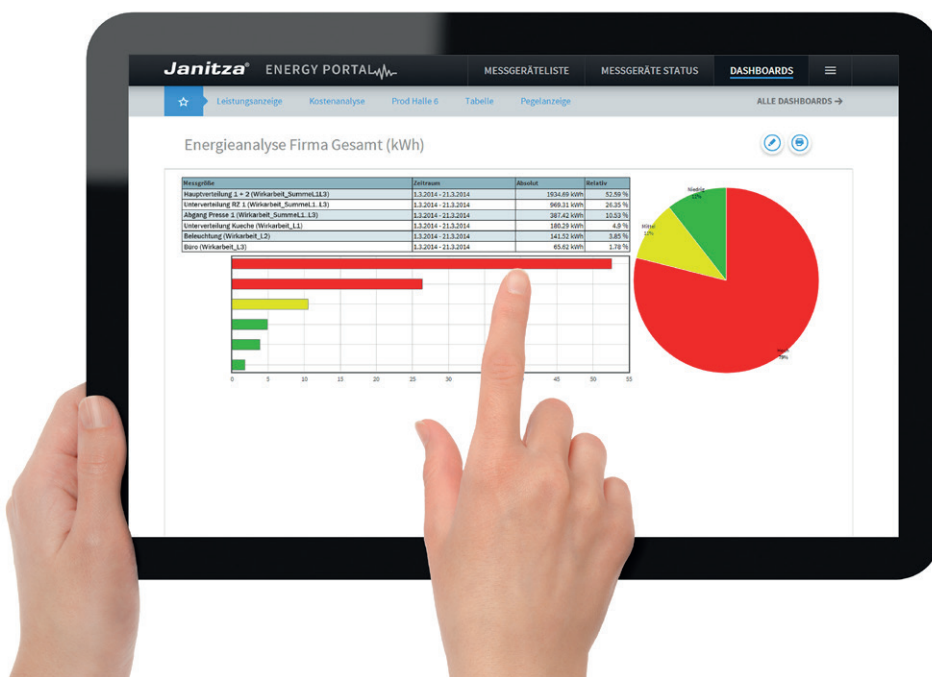 Janitza® ENERGY PORTAL MESSGERÄTELISTE MESSGERÄTE STATUS DASHBOARDS
Leistungsanzeige Kostenanalyse Prod Halle 6 Tabelle Pegelanzeige ALLE DASHBOARDS →
Energieanalyse Firma Gesamt (kWh)
Messgröße Zeitraum Absolut Relativ
Hauptverteilung 1 + 2 (Wirkarbeit_SummeL1L3) 1.3.2014 - 21.3.2014 1934.69 kWh 52.59 %
Unterverteilung RZ 1 (Wirkarbeit_SummeL1..L3) 1.3.2014 - 21.3.2014 969.31 kWh 26.35 %
Abgang Presse 1 (Wirkarbeit_SummeL1..L3) 1.3.2014 - 21.3.2014 387.42 kWh 10.53 %
Unterverteilung Kueche (Wirkarbeit_L1) 1.3.2014 - 21.3.2014 180.29 kWh 4.9 %
Beleuchtung (Wirkarbeit_L2) 1.3.2014 - 21.3.2014 141.52 kWh 3.85 %
Büro (Wirkarbeit_L3) 1.3.2014 - 21.3.2014 65.62 kWh 1.78 %
Niedrig
Mittel
0 5 10 15 20 25 30 45 50 55